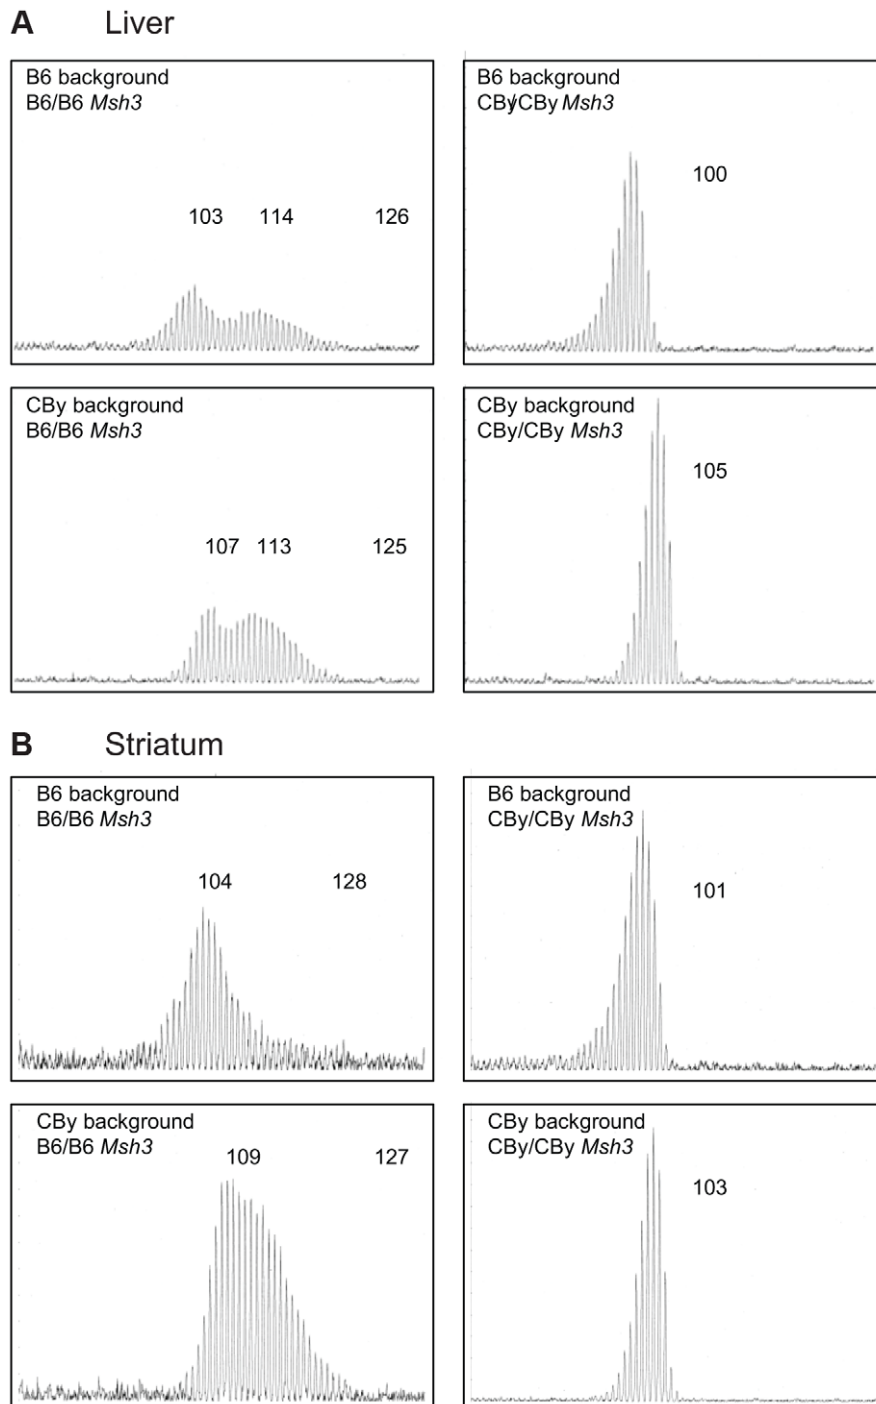 A Liver
B6 background
B6/B6 Msh3
103 114 126
B6 background
CBy/CBy Msh3
100
CBy background
B6/B6 Msh3
107 113 125
CBy background
CBy/CBy Msh3
105
B Striatum
B6 background
B6/B6 Msh3
104 128
B6 background
CBy/CBy Msh3
101
CBy background
B6/B6 Msh3
109 127
CBy background
CBy/CBy Msh3
103